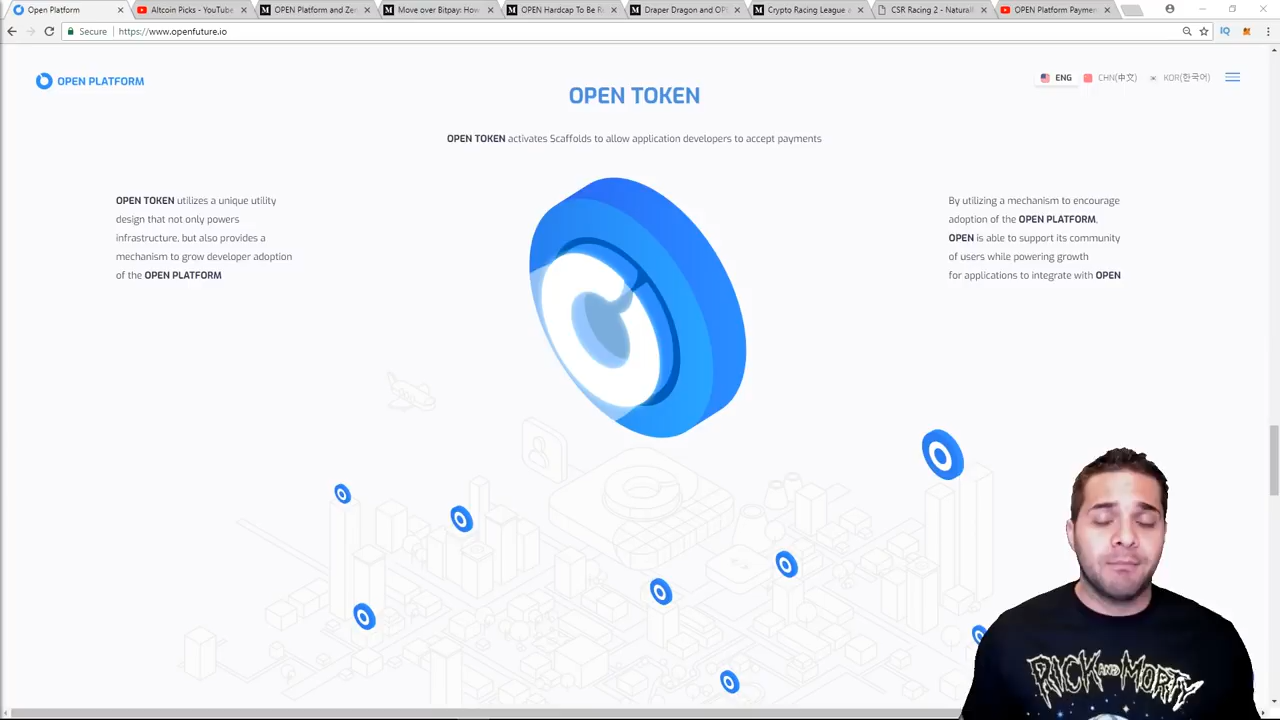 Open Platform
Altcoin Picks - YouTube
OPEN Platform and Ze
Move over Bitpay: How
OPEN Hardcap To Be R
Draper Dragon and OP
Crypto Racing League
CSR Racing 2 - Natural
OPEN Platform Payme
Secure
https://www.openfuture.io
IQ
OPEN PLATFORM
ENG
CHN(中文)
KOR(한국어)
OPEN TOKEN
OPEN TOKEN activates Scaffolds to allow application developers to accept payments
OPEN TOKEN utilizes a unique utility
design that not only powers
infrastructure, but also provides a
mechanism to grow developer adoption
of the OPEN PLATFORM
By utilizing a mechanism to encourage
adoption of the OPEN PLATFORM,
OPEN is able to support its community
of users while powering growth
for applications to integrate with OPEN
RICK AND MORTY